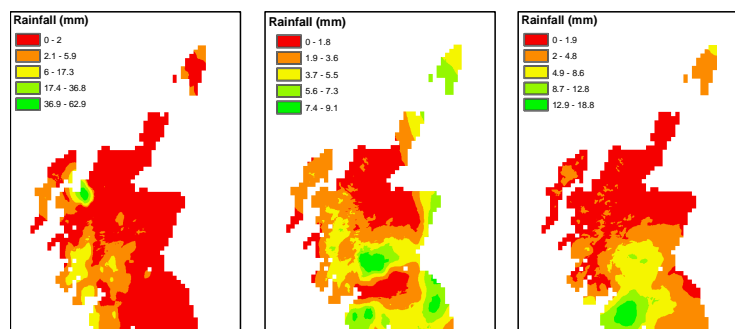 Rainfall (mm)
0 - 2
2.1 - 5.9
6 - 17.3
17.4 - 36.8
36.9 - 62.9
Rainfall (mm)
0 - 1.8
1.9 - 3.6
3.7 - 5.5
5.6 - 7.3
7.4 - 9.1
Rainfall (mm)
0 - 1.9
2 - 4.8
4.9 - 8.6
8.7 - 12.8
12.9 - 18.8